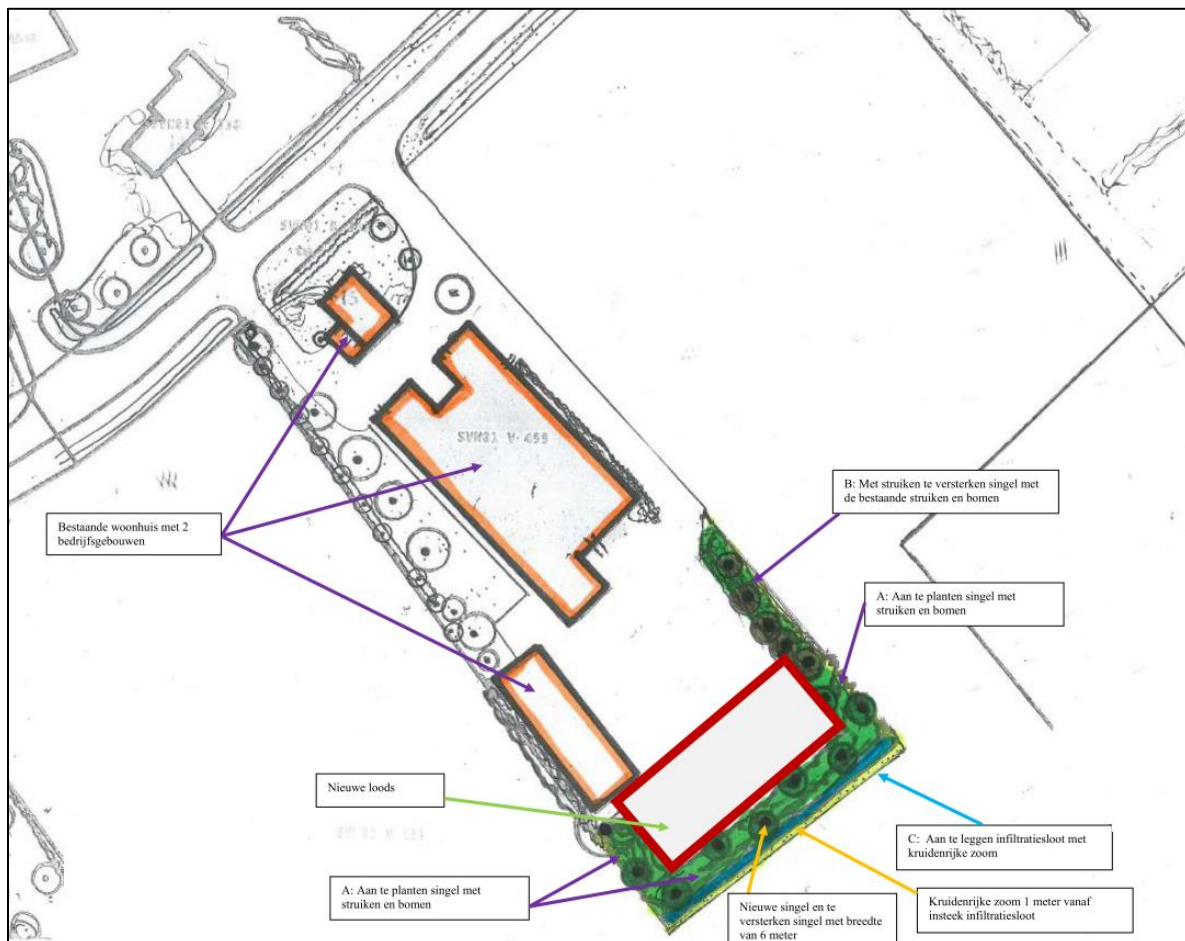 B: Met struiken te versterken singel met
de bestaande struiken en bomen
Bestaande woonhuis met 2
bedrijfsgebouwen
A: Aan te planten singel met
struiken en bomen
Nieuwe loods
C: Aan te leggen infiltratiesloot met
kruidenrijke zoom
A: Aan te planten singel met
struiken en bomen
Nieuwe singel en te
versterken singel met breedte
van 6 meter
Kruidenrijke zoom 1 meter vanaf
insteek infiltratiesloot